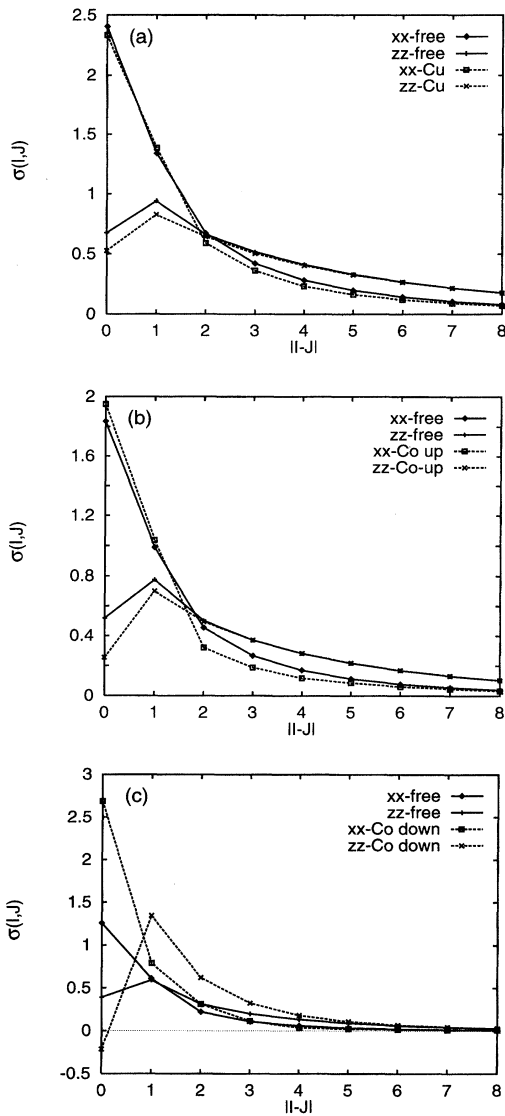 (a)
xx-free
zz-free
xx-Cu
zz-Cu
2.5
2
1.5
1
0.5
0
σ(I,J)
0 1 2 3 4 5 6 7 8
|I-J|
(b)
xx-free
zz-free
xx-Co up
zz-Co-up
2
1.6
1.2
0.8
0.4
0
σ(I,J)
0 1 2 3 4 5 6 7 8
|I-J|
(c)
xx-free
zz-free
xx-Co down
zz-Co down
3
2.5
2
1.5
1
0.5
0
-0.5
σ(I,J)
0 1 2 3 4 5 6 7 8
|I-J|